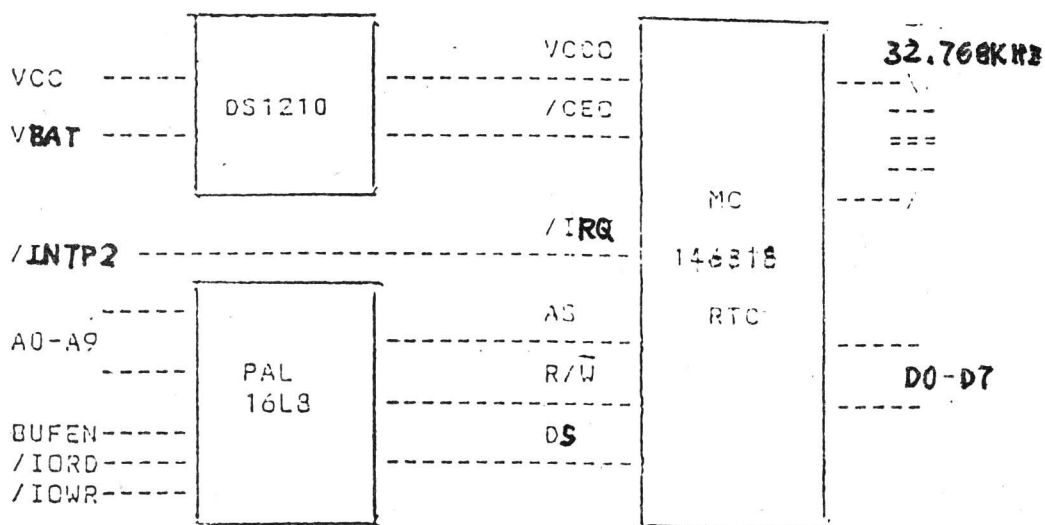 VCCO
32.768KHZ
VCC
DS1210
/CEC
VBAT
MC
/IRQ
/INTP2
146818
AS
RTC
A0-A9
PAL
R/W̅
D0-D7
16L8
BUFEN
DS
/IORD
/IOWR